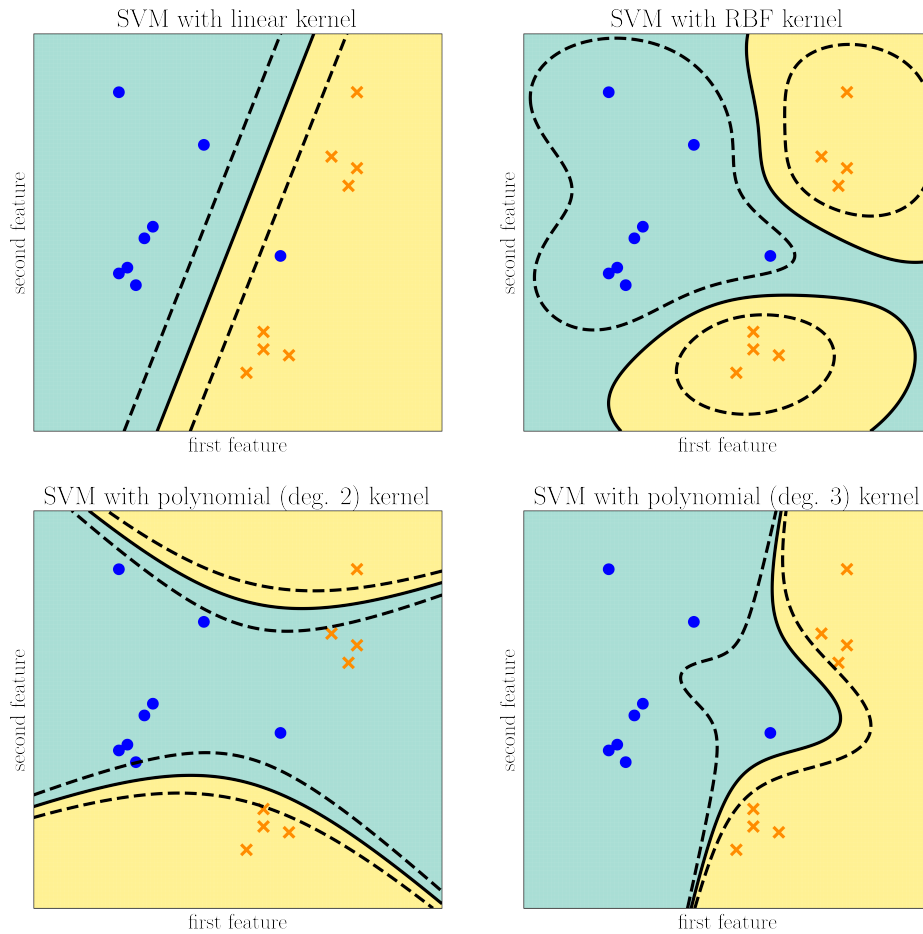 SVM with linear kernel
SVM with RBF kernel
second feature
second feature
first feature
first feature
SVM with polynomial (deg. 2) kernel
SVM with polynomial (deg. 3) kernel
second feature
second feature
first feature
first feature